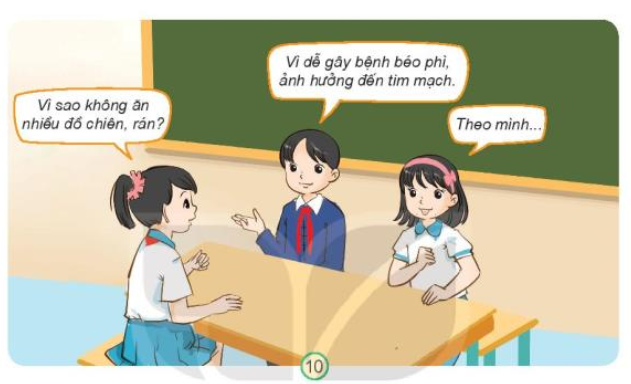 Vì sao không ăn
nhiều đồ chiên, rán?
Vì dễ gây bệnh béo phì,
ảnh hưởng đến tim mạch.
Theo mình...
10